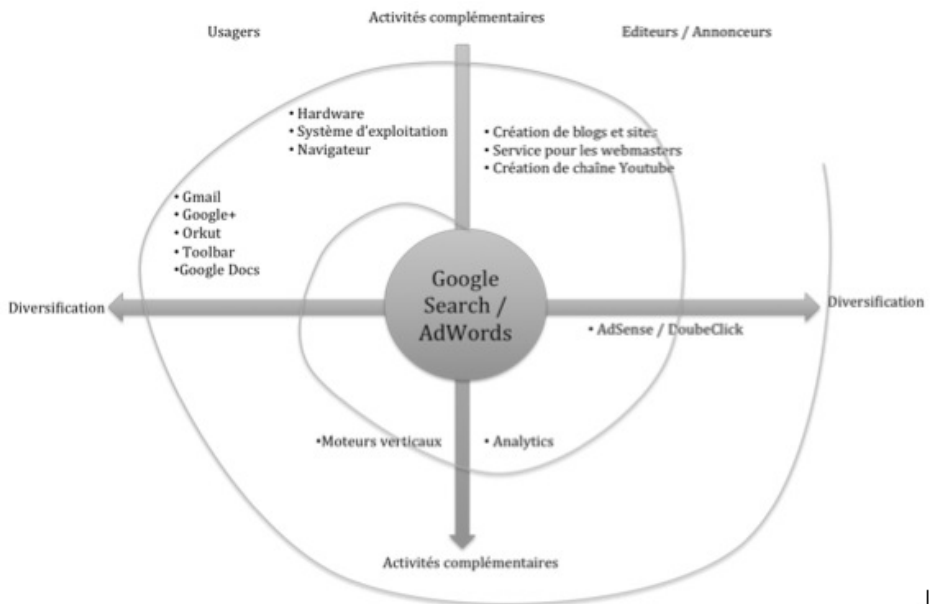 Activités complémentaires
Usagers
Editeurs / Annonceurs
• Hardware
• Système d'exploitation
• Navigateur
• Création de blogs et sites
• Service pour les webmasters
• Création de chaîne Youtube
• Gmail
• Google+
• Orkut
• Toolbar
•Google Docs
Google
Search /
AdWords
Diversification
Diversification
• AdSense / DoubeClick
•Moteurs verticaux
• Analytics
Activités complémentaires